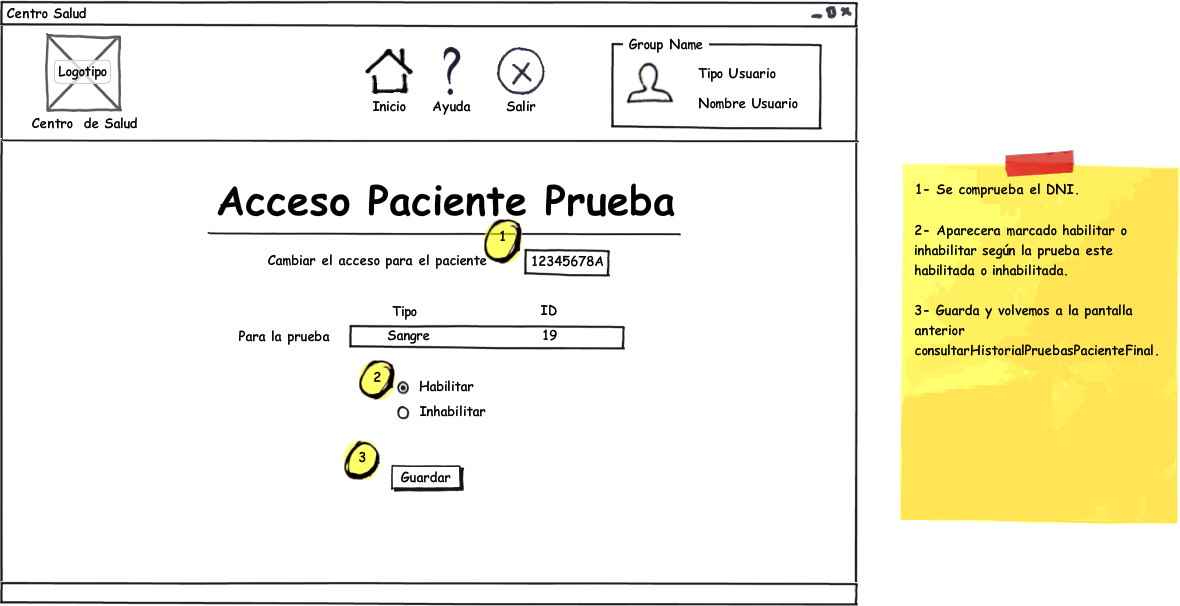 Centro Salud
Logotipo
Centro de Salud
Inicio
Ayuda
Salir
Group Name
Tipo Usuario
Nombre Usuario
Acceso Paciente Prueba
1
Cambiar el acceso para el paciente
12345678A
Tipo
ID
Para la prueba
Sangre
19
2
Habilitar
Inhabilitar
3
Guardar
1- Se comprueba el DNI.
2- Aparecera marcado habilitar o
inhabilitar según la prueba este
habilitada o inhabilitada.
3- Guarda y volvemos a la pantalla
anterior
consultarHistorialPruebasPacienteFinal.